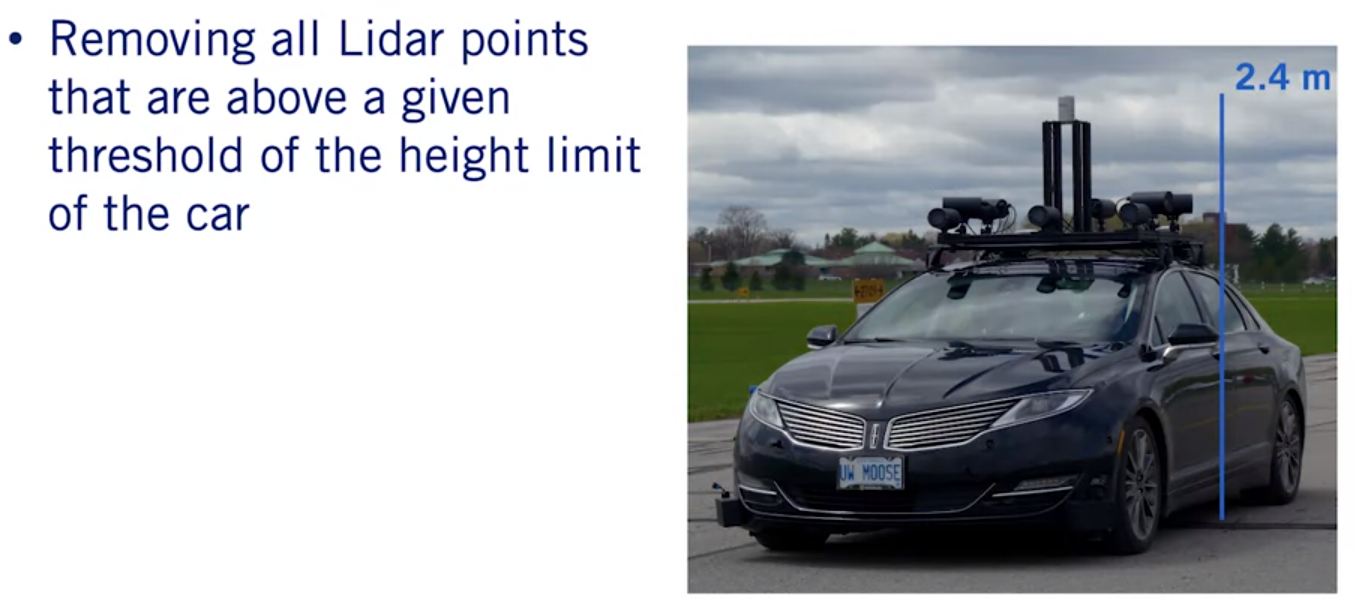 • Removing all Lidar points
that are above a given
threshold of the height limit
of the car
2.4 m
UW MOOSE